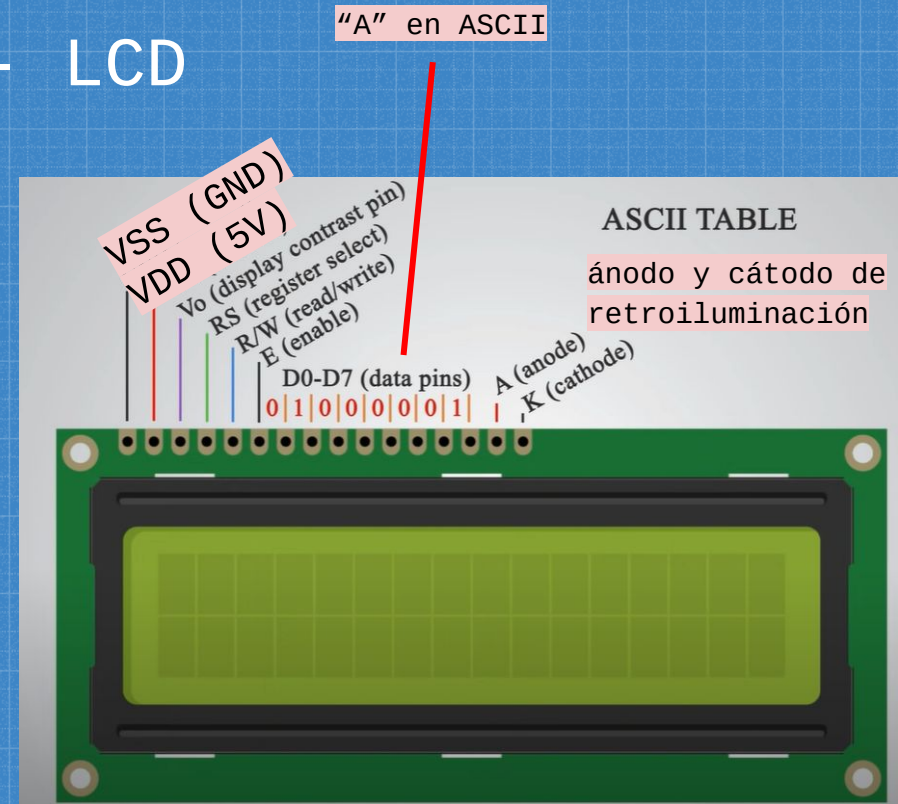 “A” en ASCII
- LCD
VSS (GND)
VDD (5V)
Vo (display contrast pin)
RS (register select)
R/W (read/write)
E (enable)
D0-D7 (data pins)
0|1|0|0|0|0|0|1|
A (anode)
K (cathode)
ASCII TABLE
ánodo y cátodo de
retroiluminación